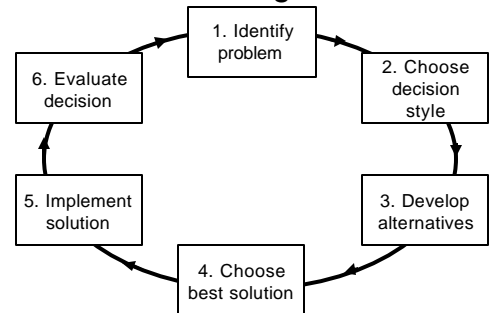 1. Identify
problem
2. Choose
decision
style
3. Develop
alternatives
4. Choose
best solution
5. Implement
solution
6. Evaluate
decision